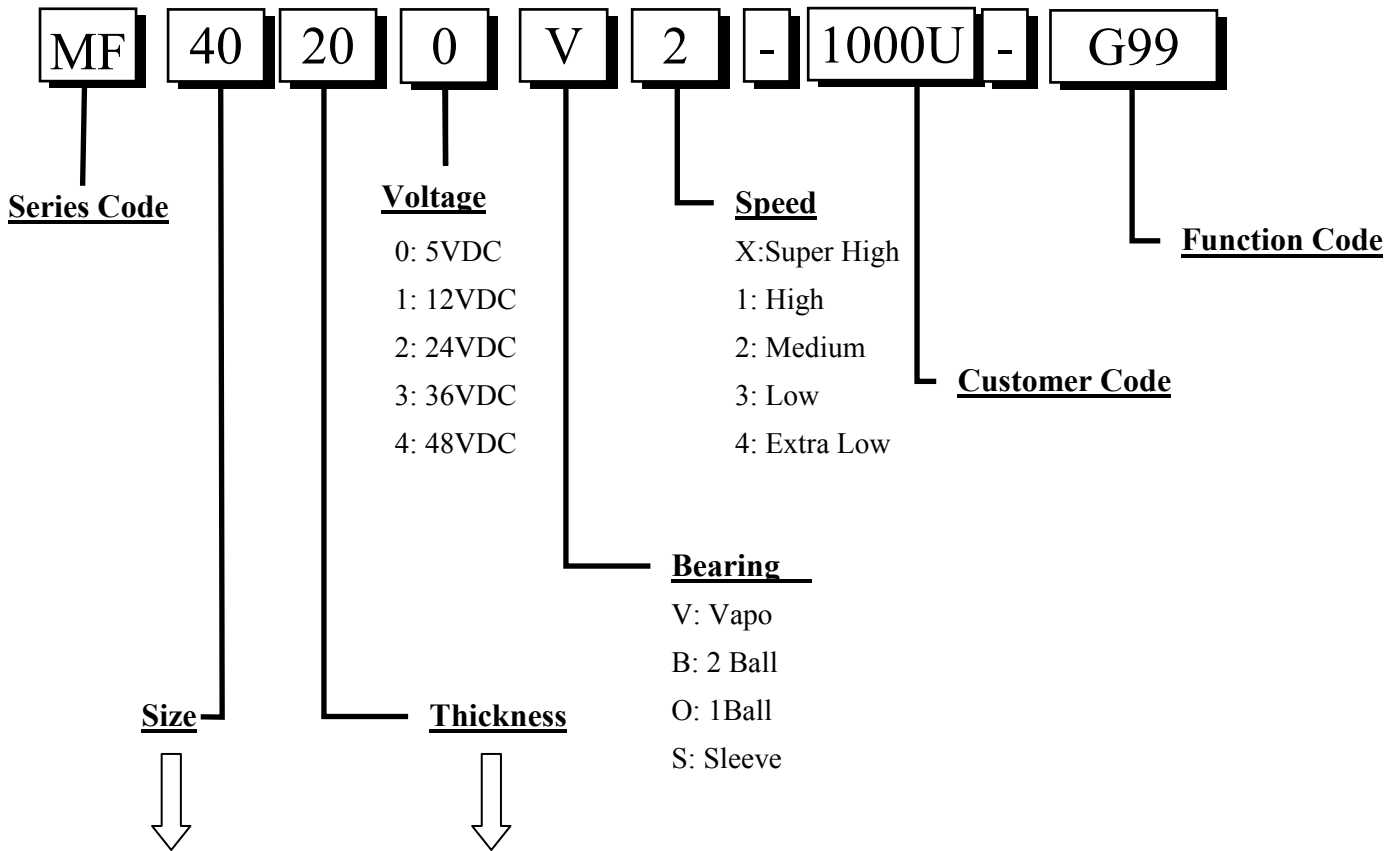 MF 40 20 0 V 2 - 1000U - G99
Series Code
Voltage
0: 5VDC
1: 12VDC
2: 24VDC
3: 36VDC
4: 48VDC
Speed
X:Super High
1: High
2: Medium
3: Low
4: Extra Low
Function Code
Customer Code
Bearing
V: Vapo
B: 2 Ball
O: 1Ball
S: Sleeve
Size
Thickness